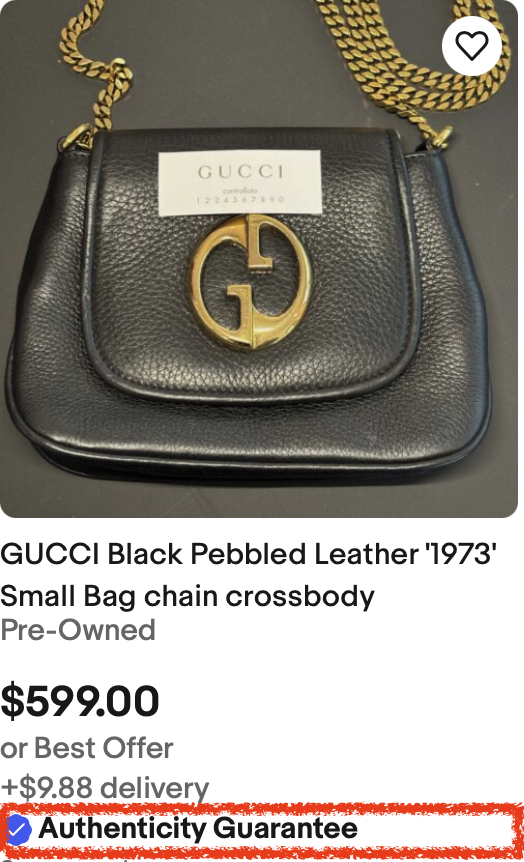 GUCCI
controllato
1234567890
GUCCI Black Pebbled Leather '1973'
Small Bag chain crossbody
Pre-Owned
$599.00
or Best Offer
+$9.88 delivery
Authenticity Guarantee